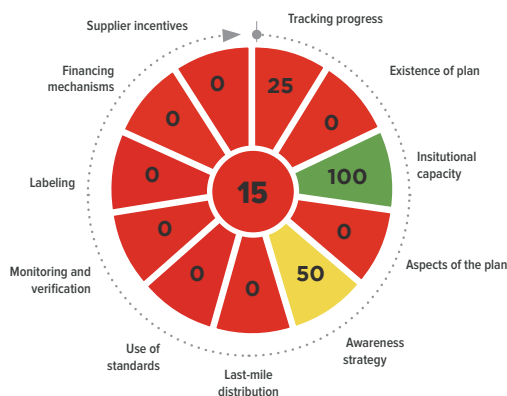 Supplier incentives
Tracking progress
Financing
mechanisms
Existence of plan
0
25
0
0
Labeling
0
15
100
Insitutional
capacity
0
0
Monitoring and
verification
0
0
50
Aspects of the plan
Use of
standards
Last-mile
distribution
Awareness
strategy